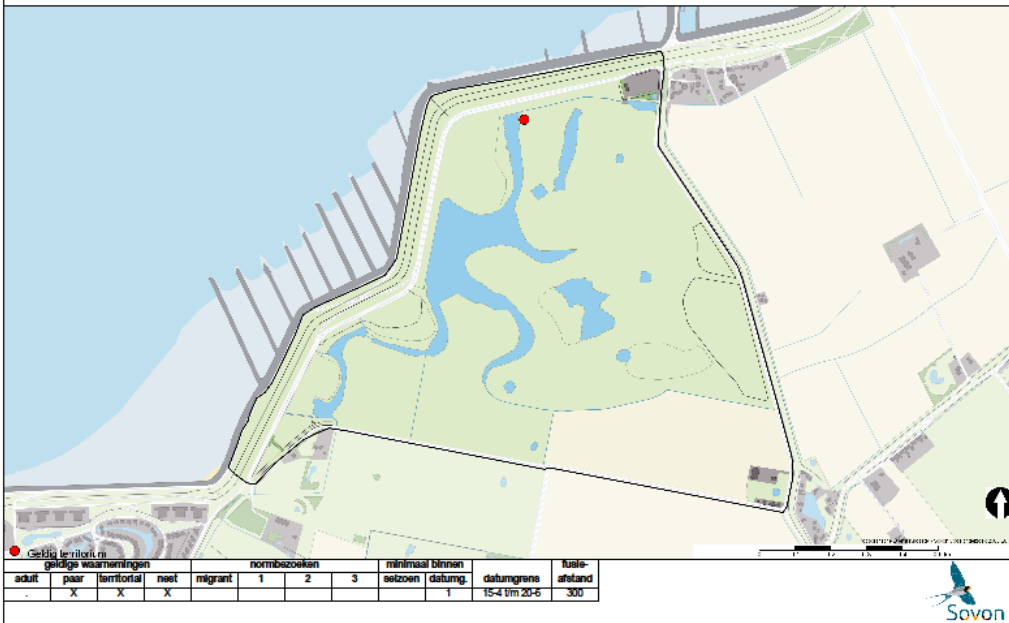 Geldig territorium
geldige waarnemingen normbezoeken minimaal binnen fusie-
adult paar territorial nest migrant 1 2 3 seizoen datumg. datumgrens afstand
. X X X 1 15-4 t/m 20-6 300
Sovon